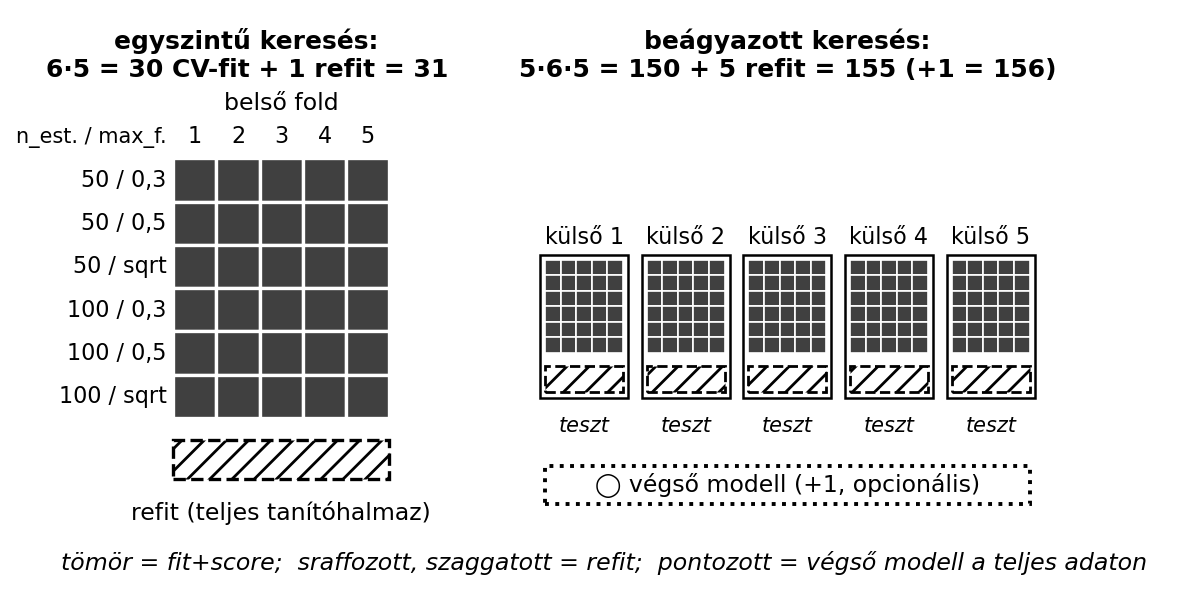 egyszintű keresés:
6·5 = 30 CV-fit + 1 refit = 31
belső fold
n_est. / max_f. 1 2 3 4 5
50 / 0,3
50 / 0,5
50 / sqrt
100 / 0,3
100 / 0,5
100 / sqrt
refit (teljes tanítóhalmaz)
beágyazott keresés:
5·6·5 = 150 + 5 refit = 155 (+1 = 156)
külső 1 külső 2 külső 3 külső 4 külső 5
teszt teszt teszt teszt teszt
◯ végső modell (+1, opcionális)
tömör = fit+score; sraffozott, szaggatott = refit; pontozott = végső modell a teljes adaton